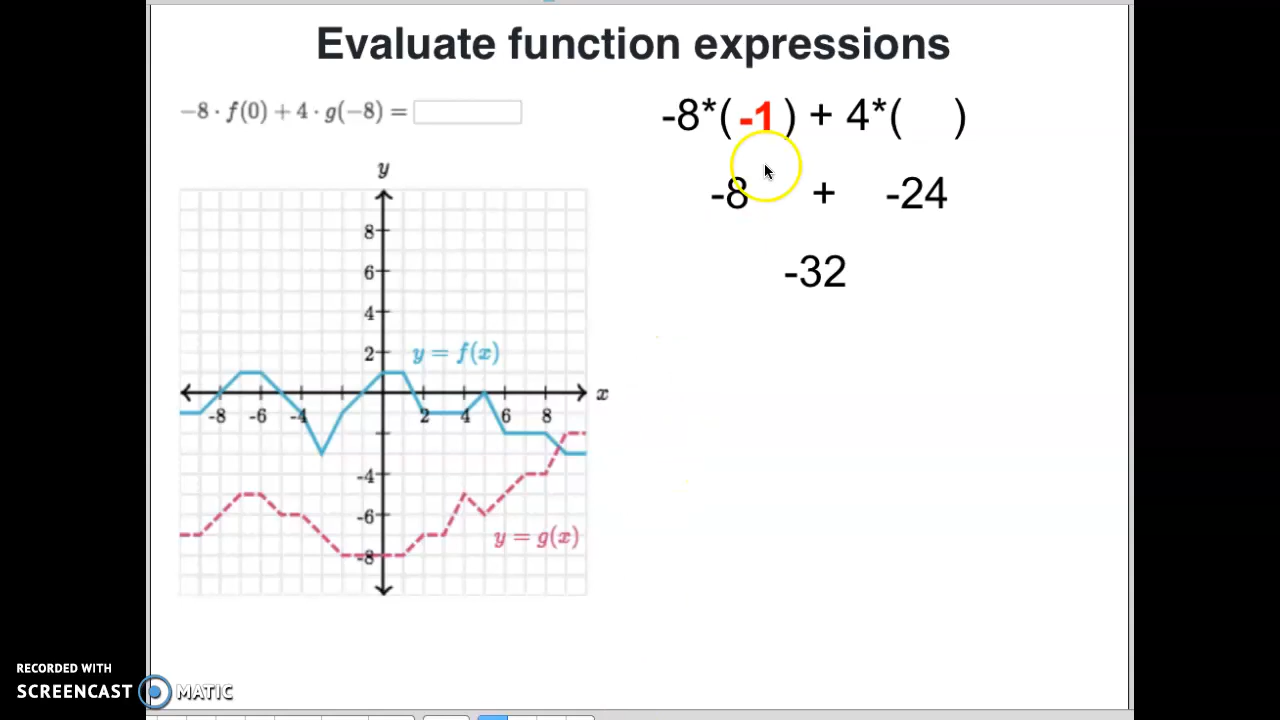 Evaluate function expressions
−8 · f(0) + 4 · g(−8) =
-8*( -1 ) + 4*( )
-8 + -24
-32
y
8
6
4
2
y = f(x)
x
-8 -6 -4 2 4 6 8
-4
-6
-8
y = g(x)
RECORDED WITH
SCREENCAST MATIC